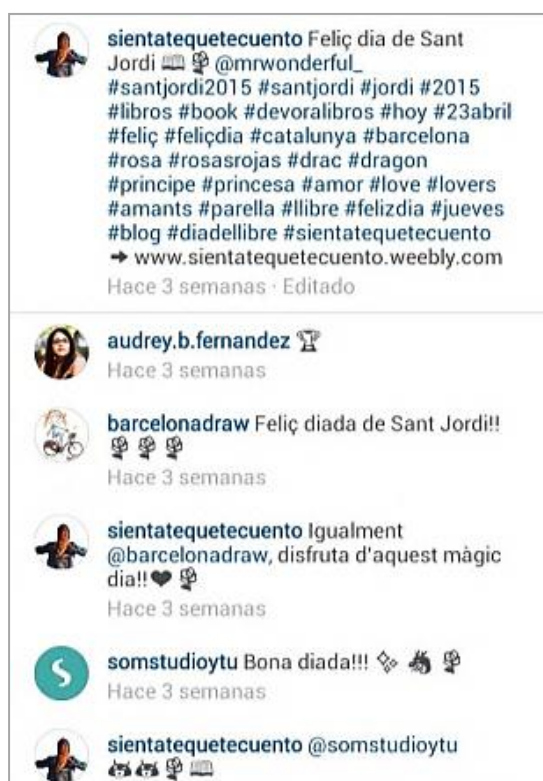 sientatequetecuento Feliç dia de Sant
Jordi 📖 🌹 @mrwonderful_
#santjordi2015 #santjordi #jordi #2015
#libros #book #devoralibros #hoy #23abril
#feliç #feliçdia #catalunya #barcelona
#rosa #rosasrojas #drac #dragon
#principe #princesa #amor #love #lovers
#amants #parella #llibre #felizdia #jueves
#blog #diadellibre #sientatequetecuento
➜ www.sientatequetecuento.weebly.com
Hace 3 semanas · Editado
audrey.b.fernandez 🏆
Hace 3 semanas
barcelonadraw Feliç diada de Sant Jordi!!
🌹 🌹 🌹
Hace 3 semanas
sientatequetecuento Igualment
@barcelonadraw, disfruta d'aquest màgic
dia!!❤ 🌹
Hace 3 semanas
S
somstudioytu Bona diada!!! ✨ 🐲 🌹
Hace 3 semanas
sientatequetecuento @somstudioytu